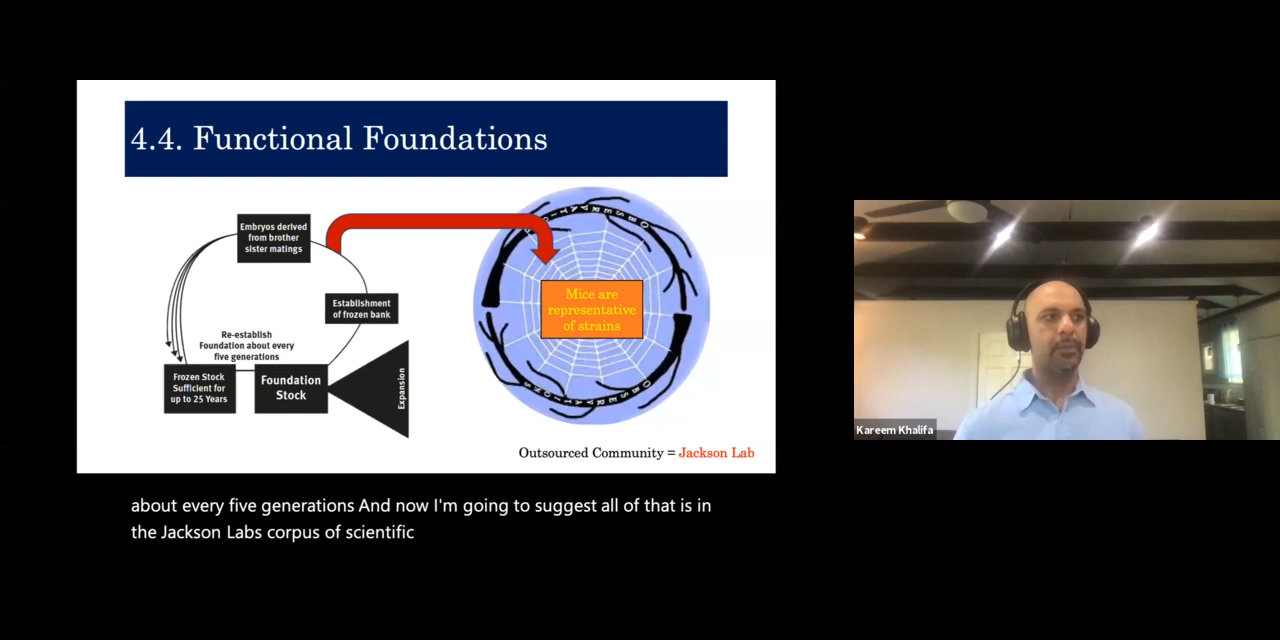 4.4. Functional Foundations
Embryos derived
from brother
sister matings
Establishment
of frozen bank
Re-establish
Foundation about every
five generations
Frozen Stock
Sufficient for
up to 25 Years
Foundation
Stock
Expansion
OBSERVATIONS
Mice are
representative
of strains
OBSERVATIONS
Outsourced Community = Jackson Lab
Kareem Khalifa
about every five generations And now I'm going to suggest all of that is in
the Jackson Labs corpus of scientific